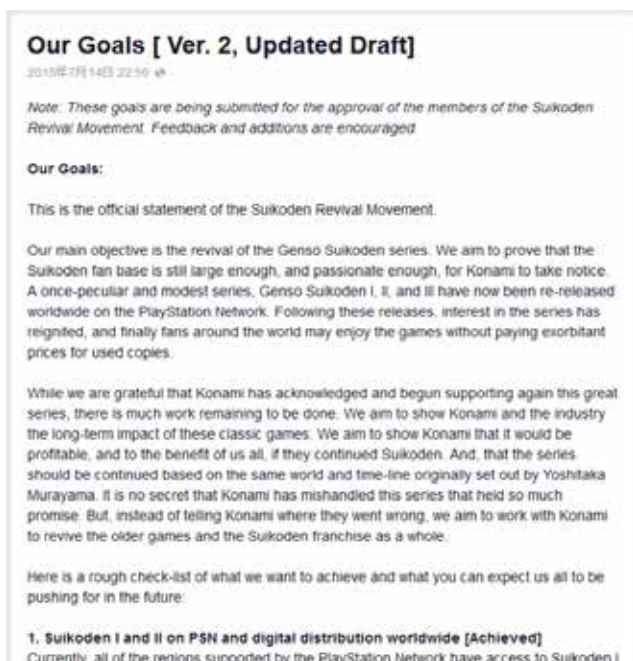 Our Goals [ Ver. 2, Updated Draft]
2015年7月14日 22:56
Note: These goals are being submitted for the approval of the members of the Suikoden
Revival Movement. Feedback and additions are encouraged.
Our Goals:
This is the official statement of the Suikoden Revival Movement.
Our main objective is the revival of the Genso Suikoden series. We aim to prove that the
Suikoden fan base is still large enough, and passionate enough, for Konami to take notice.
A once-peculiar and modest series, Genso Suikoden I, II, and III have now been re-released
worldwide on the PlayStation Network. Following these releases, interest in the series has
reignited, and finally fans around the world may enjoy the games without paying exorbitant
prices for used copies.
While we are grateful that Konami has acknowledged and begun supporting again this great
series, there is much work remaining to be done. We aim to show Konami and the industry
the long-term impact of these classic games. We aim to show Konami that it would be
profitable, and to the benefit of us all, if they continued Suikoden. And, that the series
should be continued based on the same world and time-line originally set out by Yoshitaka
Murayama. It is no secret that Konami has mishandled this series that held so much
promise. But, instead of telling Konami where they went wrong, we aim to work with Konami
to revive the older games and the Suikoden franchise as a whole.
Here is a rough check-list of what we want to achieve and what you can expect us all to be
pushing for in the future:
1. Suikoden I and II on PSN and digital distribution worldwide [Achieved]
Currently, all of the regions supported by the PlayStation Network have access to Suikoden I